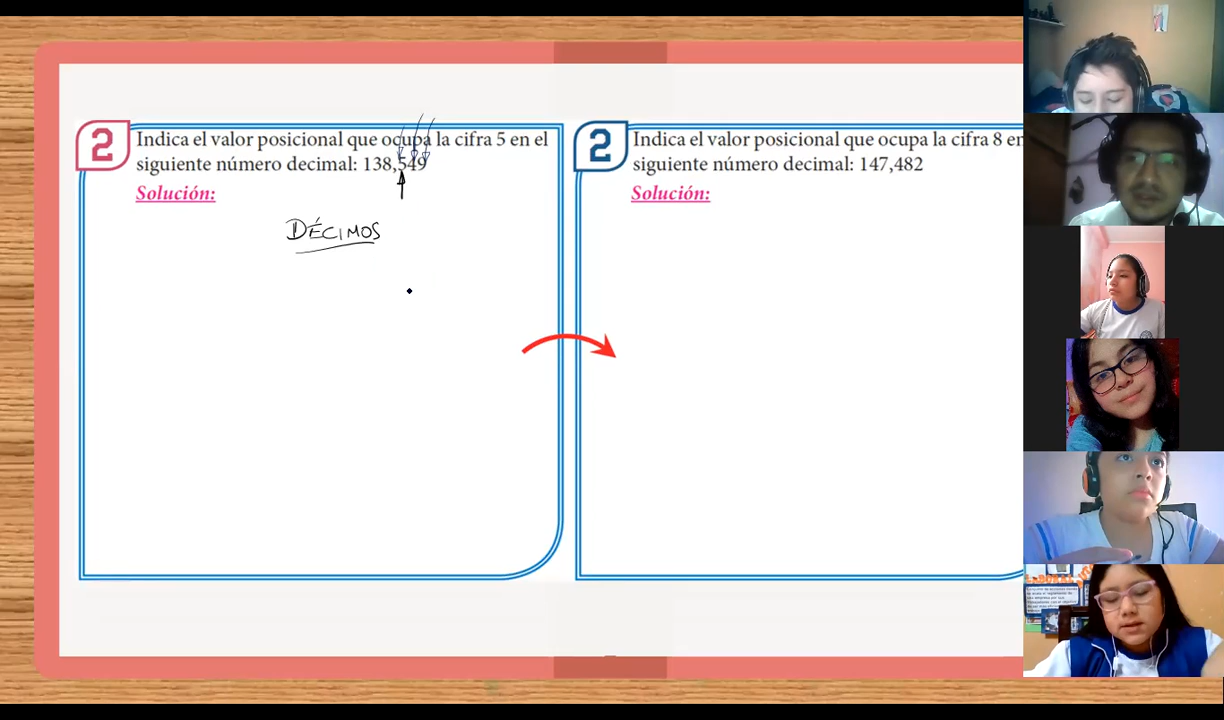 2
Indica el valor posicional que ocupa la cifra 5 en el
siguiente número decimal: 138,549
Solución:
DÉCIMOS
2
Indica el valor posicional que ocupa la cifra 8 en
siguiente número decimal: 147,482
Solución: